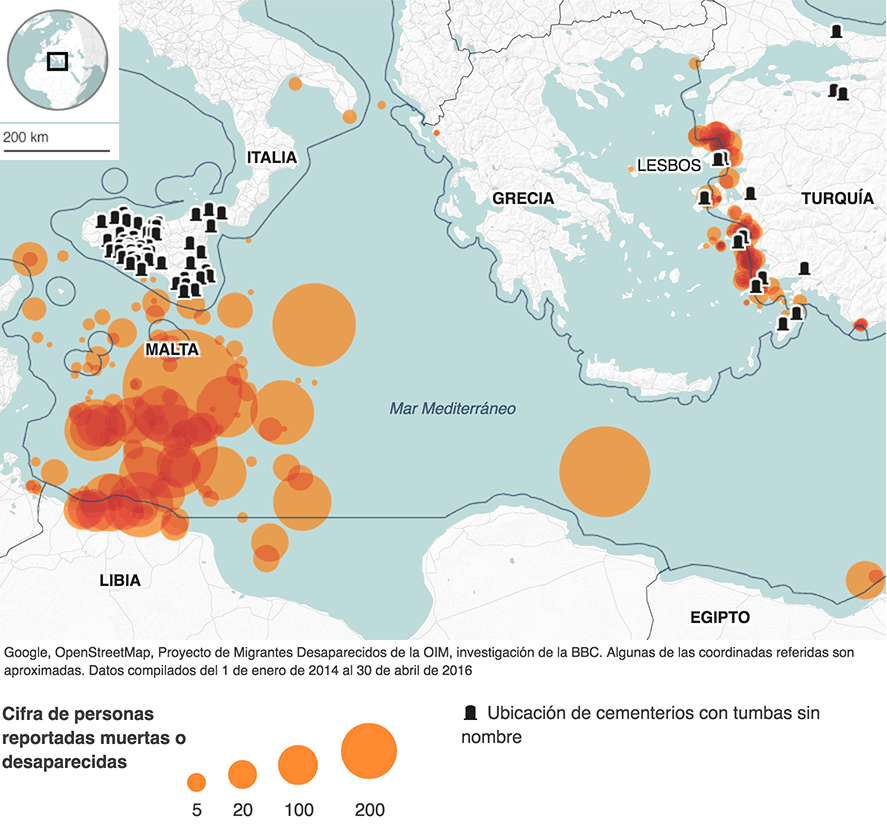 200 km
ITALIA
LESBOS
GRECIA
TURQUÍA
MALTA
Mar Mediterráneo
LIBIA
EGIPTO
Google, OpenStreetMap, Proyecto de Migrantes Desaparecidos de la OIM, investigación de la BBC. Algunas de las coordinadas referidas son
aproximadas. Datos compilados del 1 de enero de 2014 al 30 de abril de 2016
Cifra de personas
reportadas muertas o
desaparecidas
5 20 100 200
Ubicación de cementerios con tumbas sin
nombre